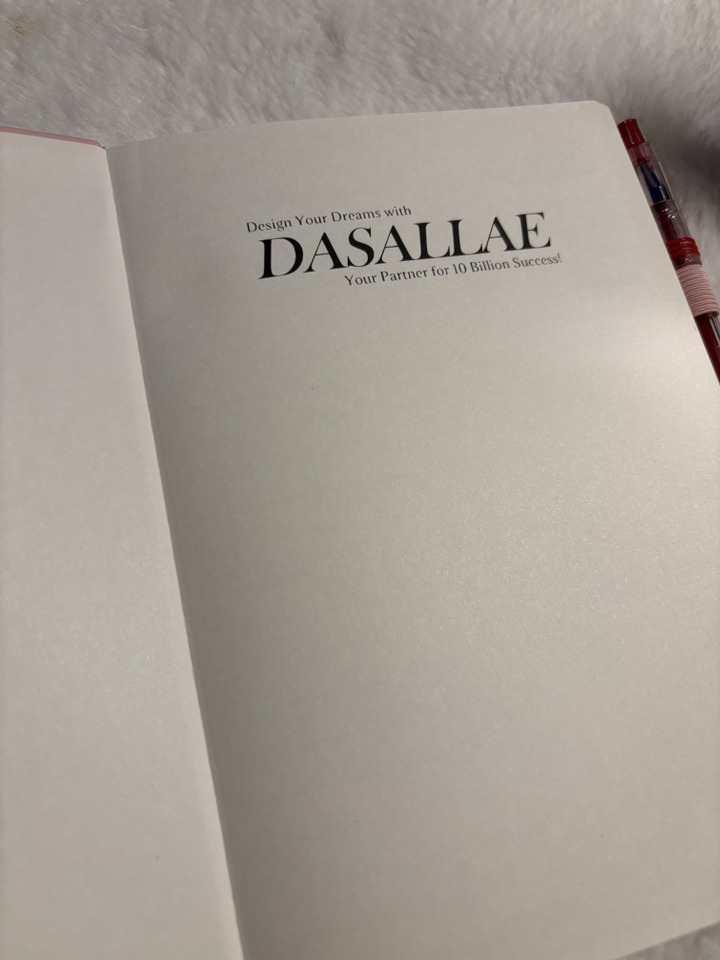 Design Your Dreams with
DASALLAE
Your Partner for 10 Billion Success!